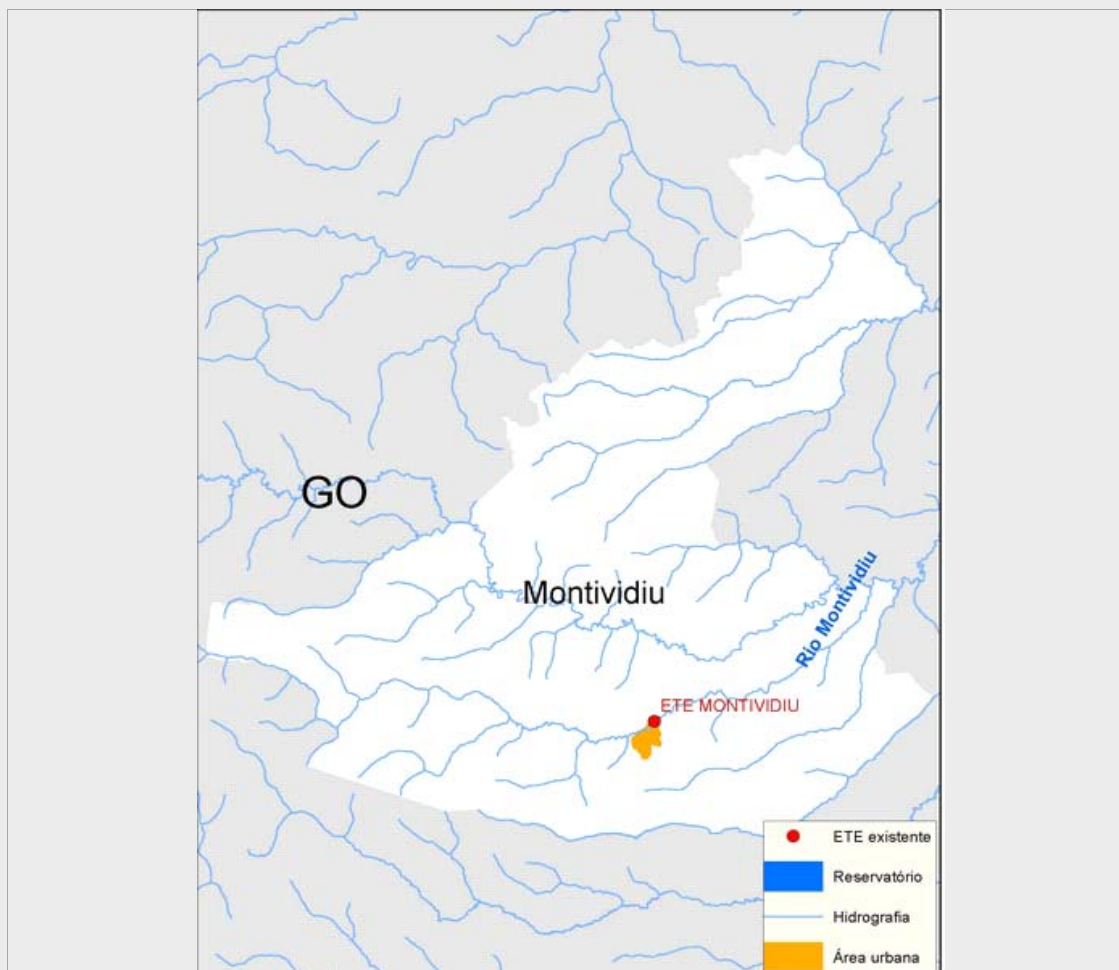 GO
Montividiu
Rio Montividiu
ETE MONTIVIDIU
ETE existente
Reservatório
Hidrografia
Área urbana